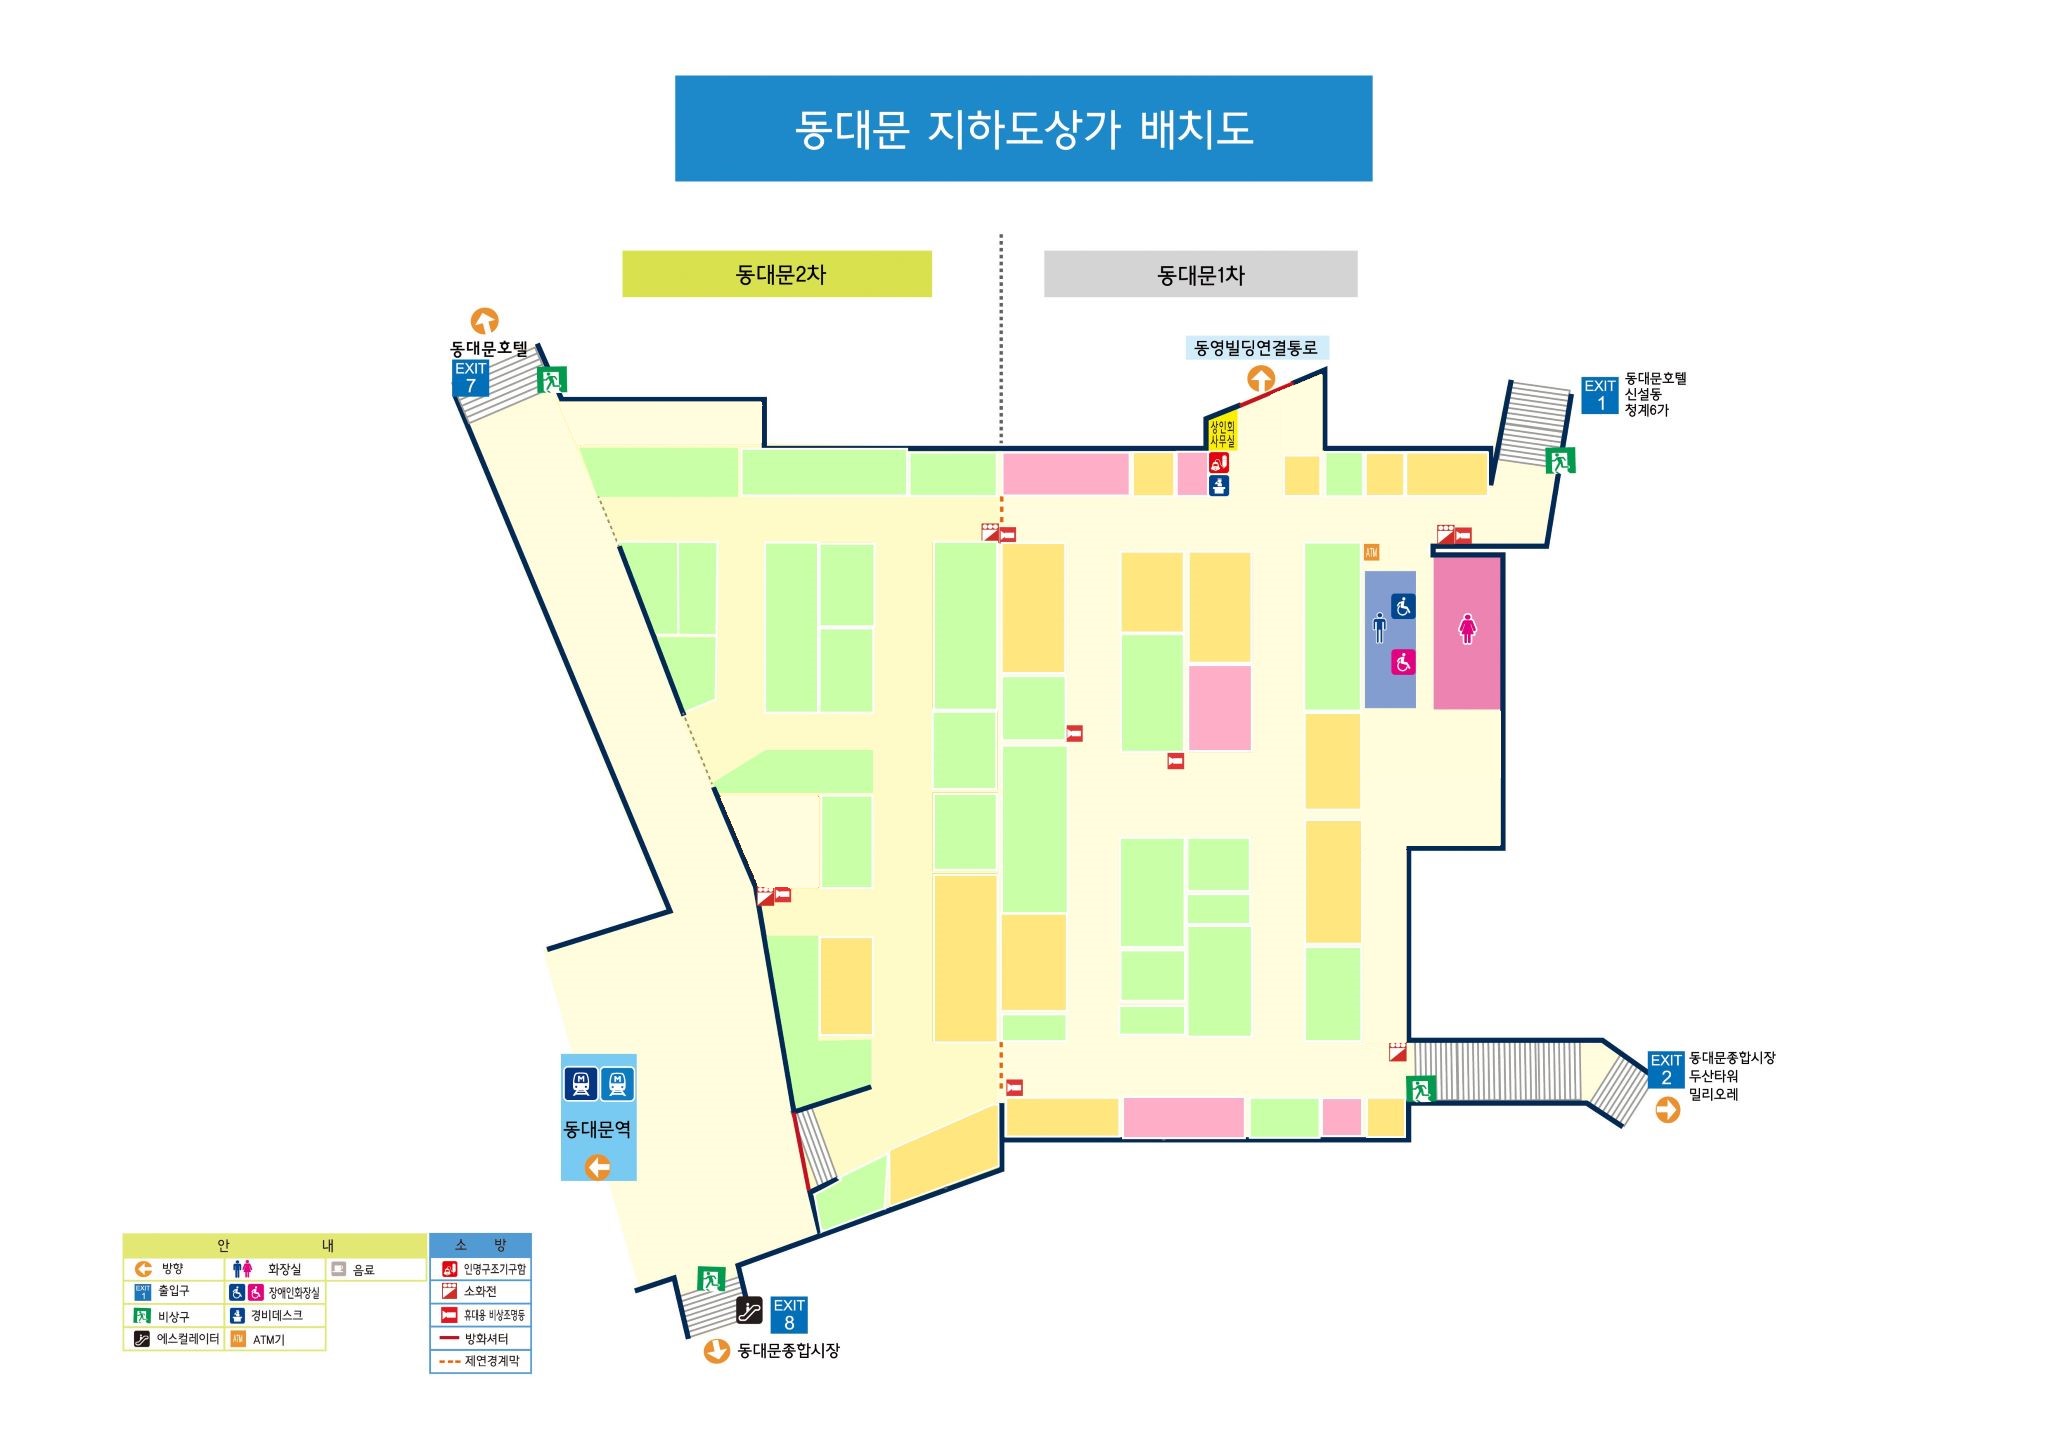 동대문 지하도상가 배치도
동대문2차
동대문1차
동대문호텔
EXIT
7
동영빌딩연결통로
상인회
사무실
EXIT
1
동대문호텔
신설동
청계6가
ATM
EXIT
2
동대문종합시장
두산타워
밀리오레
M
M
동대문역
EXIT
8
동대문종합시장
안 내
방향
화장실
음료
EXIT
1
출입구
장애인화장실
비상구
경비데스크
에스컬레이터
ATM
ATM기
소 방
인명구조기구함
소화전
휴대용 비상조명등
방화셔터
제연경계막